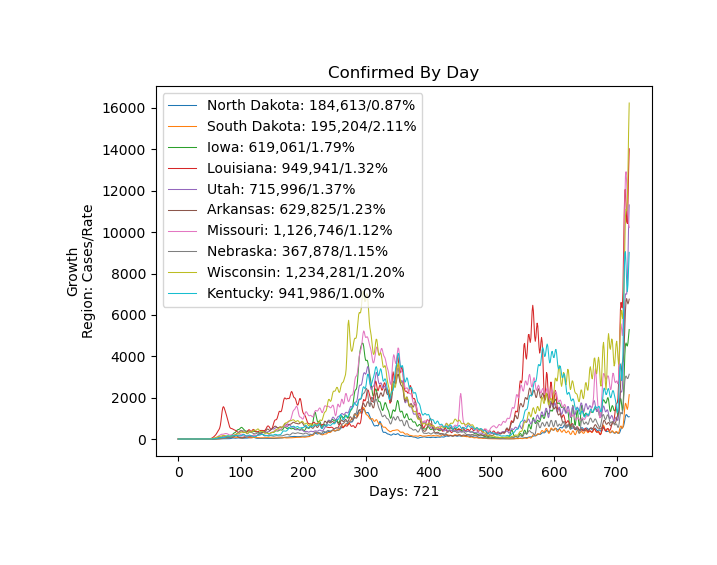 Confirmed By Day
North Dakota: 184,613/0.87%
South Dakota: 195,204/2.11%
Iowa: 619,061/1.79%
Louisiana: 949,941/1.32%
Utah: 715,996/1.37%
Arkansas: 629,825/1.23%
Missouri: 1,126,746/1.12%
Nebraska: 367,878/1.15%
Wisconsin: 1,234,281/1.20%
Kentucky: 941,986/1.00%
Growth
Region: Cases/Rate
16000
14000
12000
10000
8000
6000
4000
2000
0
0 100 200 300 400 500 600 700
Days: 721